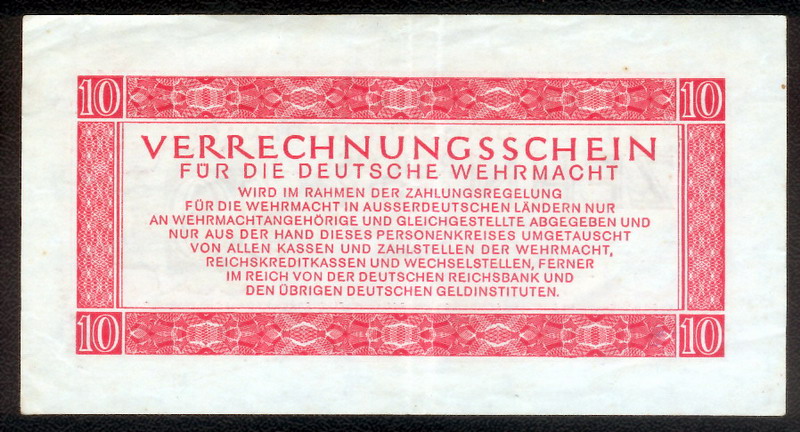 10 10
VERRECHNUNGSSCHEIN
FÜR DIE DEUTSCHE WEHRMACHT
WIRD IM RAHMEN DER ZAHLUNGSREGELUNG
FÜR DIE WEHRMACHT IN AUSSERDEUTSCHEN LÄNDERN NUR
AN WEHRMACHTANGEHÖRIGE UND GLEICHGESTELLTE ABGEGEBEN UND
NUR AUS DER HAND DIESES PERSONENKREISES UMGETAUSCHT
VON ALLEN KASSEN UND ZAHLSTELLEN DER WEHRMACHT,
REICHSKREDITKASSEN UND WECHSELSTELLEN, FERNER
IM REICH VON DER DEUTSCHEN REICHSBANK UND
DEN ÜBRIGEN DEUTSCHEN GELDINSTITUTEN.
10 10